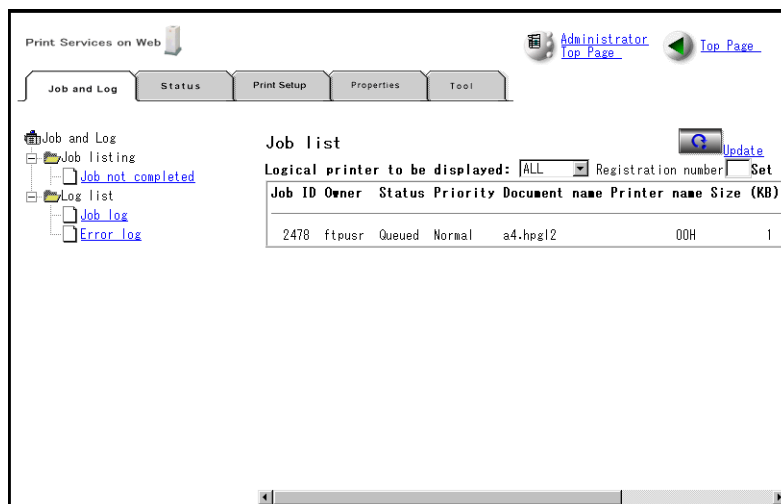 Print Services on Web
Administrator
Top Page
Top Page
Job and Log
Status
Print Setup
Properties
Tool
Job and Log
Job listing
Job not completed
Log list
Job log
Error log
Job list
Update
Logical printer to be displayed: ALL Registration number Set
Job ID Owner Status Priority Document name Printer name Size (KB)
2478 ftpusr Queued Normal a4.hpgl2 00H 1